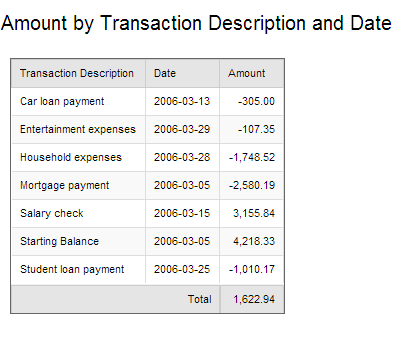 Amount by Transaction Description and Date
Transaction Description Date Amount
Car loan payment 2006-03-13 -305.00
Entertainment expenses 2006-03-29 -107.35
Household expenses 2006-03-28 -1,748.52
Mortgage payment 2006-03-05 -2,580.19
Salary check 2006-03-15 3,155.84
Starting Balance 2006-03-05 4,218.33
Student loan payment 2006-03-25 -1,010.17
Total 1,622.94